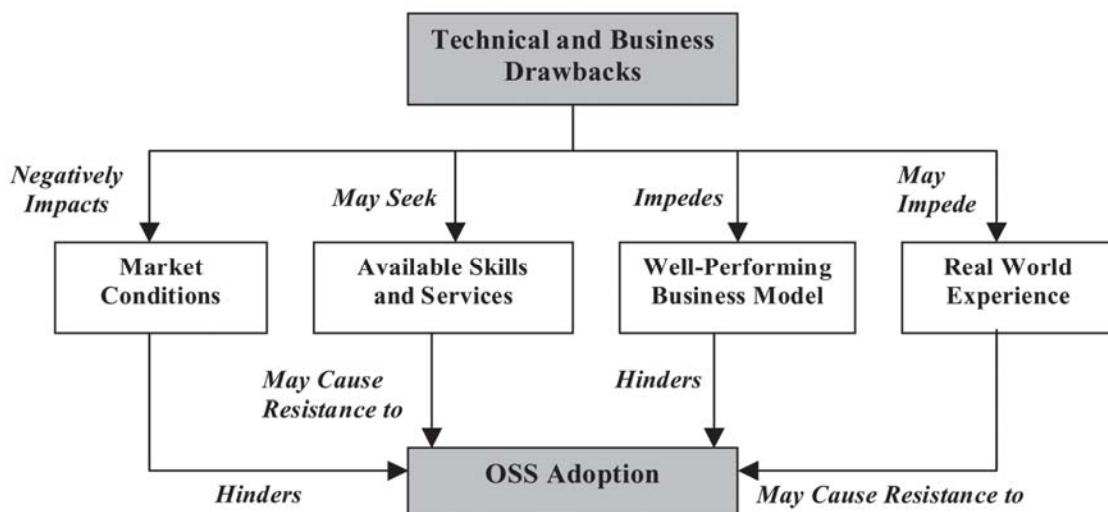 Technical and Business
Drawbacks
Negatively
Impacts
May Seek
Impedes
May
Impede
Market
Conditions
Available Skills
and Services
Well-Performing
Business Model
Real World
Experience
May Cause
Resistance to
Hinders
OSS Adoption
Hinders
May Cause Resistance to